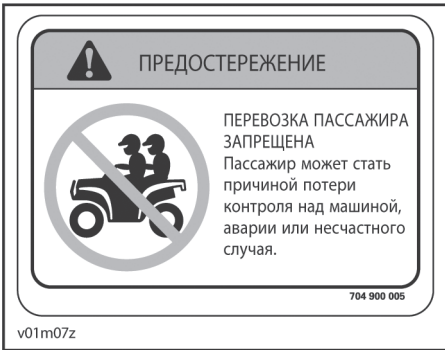 ПРЕДОСТЕРЕЖЕНИЕ
ПЕРЕВОЗКА ПАССАЖИРА
ЗАПРЕЩЕНА
Пассажир может стать
причиной потери
контроля над машиной,
аварии или несчастного
случая.
704 900 005
v01m07z